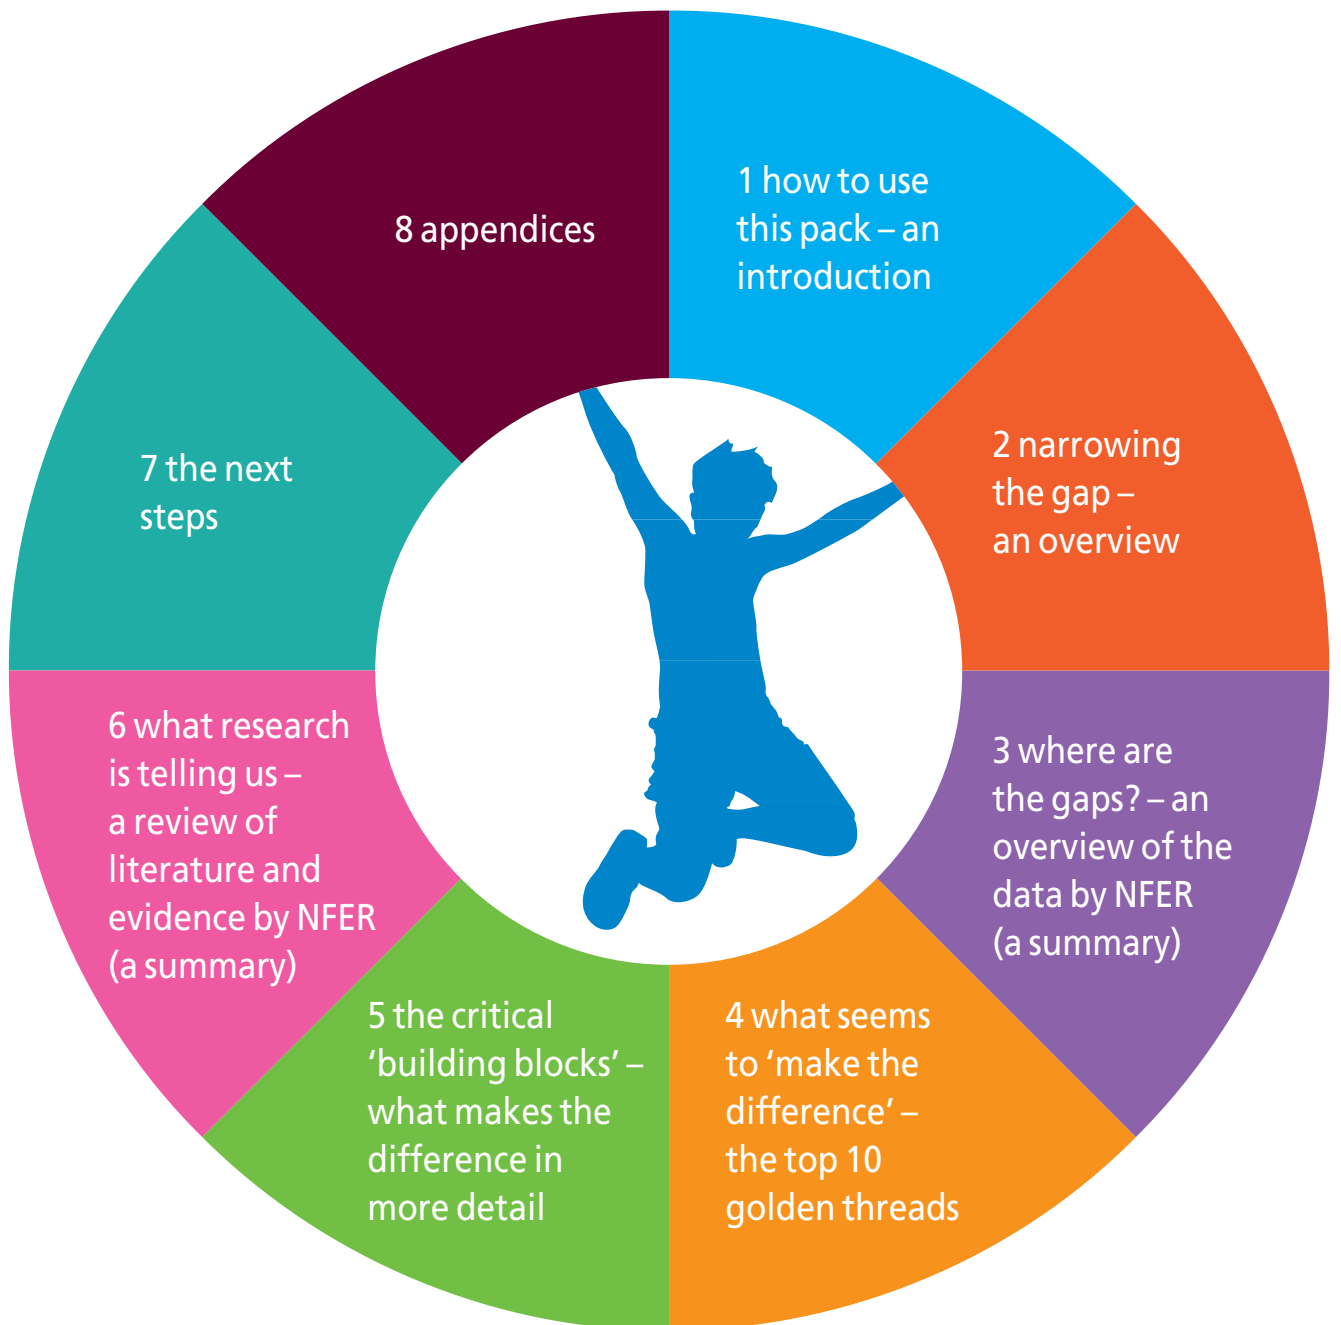 1 how to use
this pack – an
introduction
2 narrowing
the gap –
an overview
3 where are
the gaps? – an
overview of the
data by NFER
(a summary)
4 what seems
to ‘make the
difference’ –
the top 10
golden threads
5 the critical
‘building blocks’ –
what makes the
difference in
more detail
6 what research
is telling us –
a review of
literature and
evidence by NFER
(a summary)
7 the next
steps
8 appendices